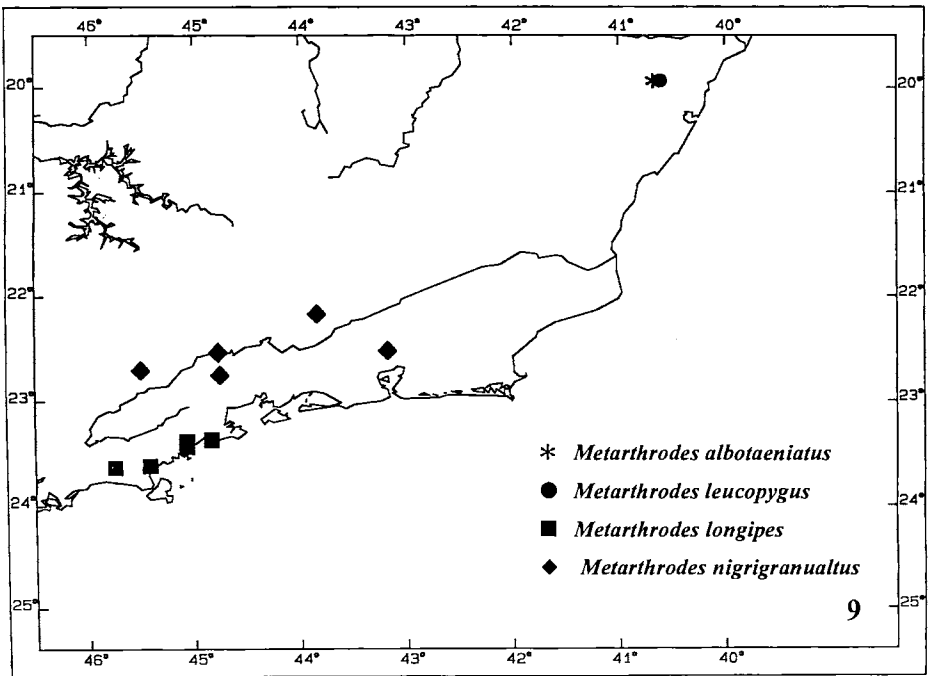 46° 45° 44° 43° 42° 41° 40°
20° 20°
21° 21°
22° 22°
23° 23°
Metarthrodes albotaeniatus
Metarthrodes leucopygus
Metarthrodes longipes
24° 24°
Metarthrodes nigrigranualtus
25° 9 25°
46° 45° 44° 43° 42° 41° 40°